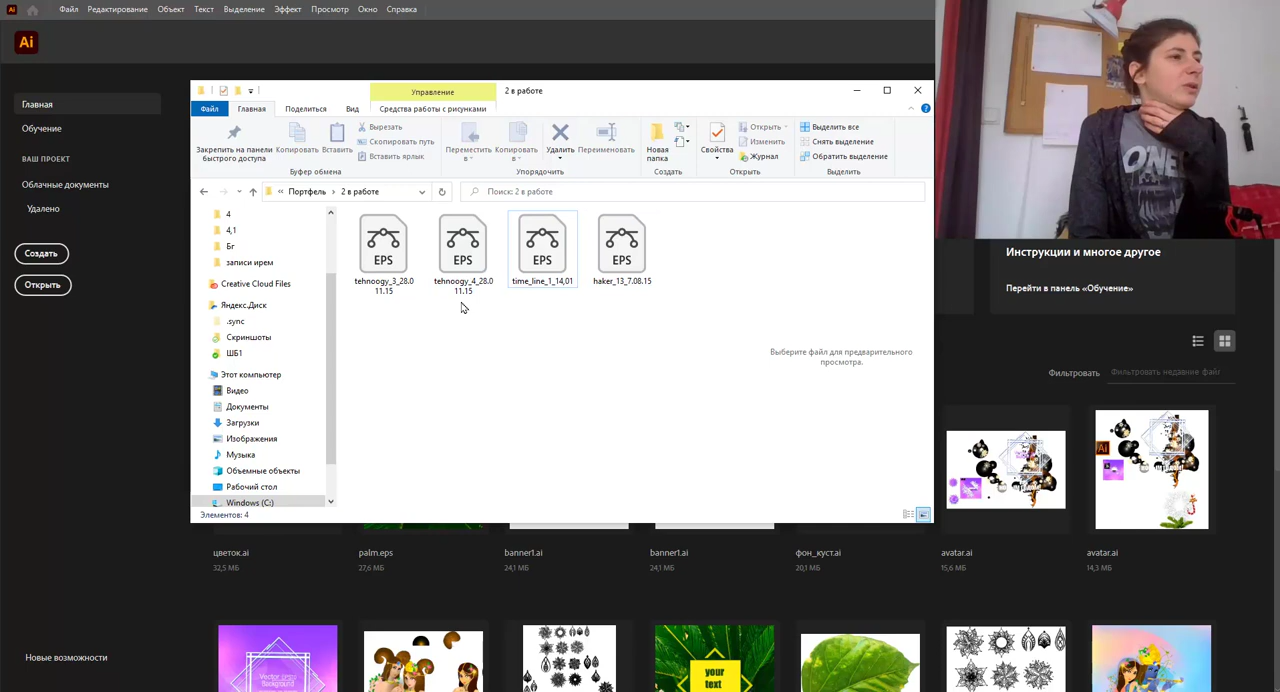 Ai
Файл Редактирование Объект Текст Выделение Эффект Просмотр Окно Справка
Ai
Главная
Обучение
ВАШ ПРОЕКТ
Облачные документы
Удалено
Создать
Открыть
Новые возможности
Управление
2 в работе
Файл Главная Поделиться Вид Средства работы с рисунками
Закрепить на панели быстрого доступа
Копировать
Вставить
Вырезать
Скопировать путь
Вставить ярлык
Буфер обмена
Переместить в
Копировать в
Удалить
Переименовать
Упорядочить
Новая папка
Создать
Свойства
Открыть
Изменить
Журнал
Открыть
Выделить все
Снять выделение
Обратить выделение
Выделить
« Портфель › 2 в работе
Поиск: 2 в работе
4
4,1
Бг
записи ирем
Creative Cloud Files
Яндекс.Диск
.sync
Скриншоты
ШБ1
Этот компьютер
Видео
Документы
Загрузки
Изображения
Музыка
Объемные объекты
Рабочий стол
Windows (C:)
Элементов: 4
EPS EPS EPS EPS
tehnoogy_3_28.0 tehnoogy_4_28.0 time_line_1_14,01 haker_13_7.08.15
11.15 11.15
Выберите файл для предварительного
просмотра.
Инструкции и многое другое
Перейти в панель «Обучение»
Фильтровать Фильтровать недавние файл
цветок.ai palm.eps banner1.ai banner1.ai фон_куст.ai avatar.ai avatar.ai
32,5 МБ 27,6 МБ 24,1 МБ 24,1 МБ 20,1 МБ 15,6 МБ 14,3 МБ
Vector intro
Background
your
text